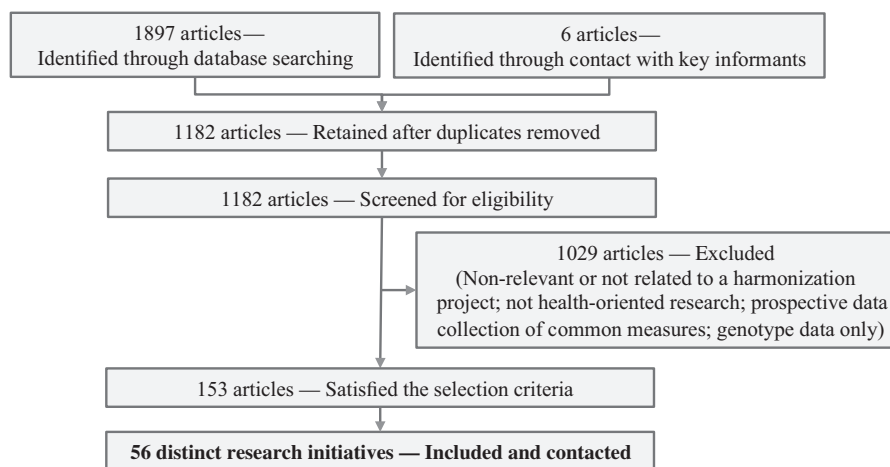 1897 articles—
Identified through database searching
6 articles—
Identified through contact with key informants
1182 articles — Retained after duplicates removed
1182 articles — Screened for eligibility
1029 articles — Excluded
(Non-relevant or not related to a harmonization
project; not health-oriented research; prospective data
collection of common measures; genotype data only)
153 articles — Satisfied the selection criteria
56 distinct research initiatives — Included and contacted